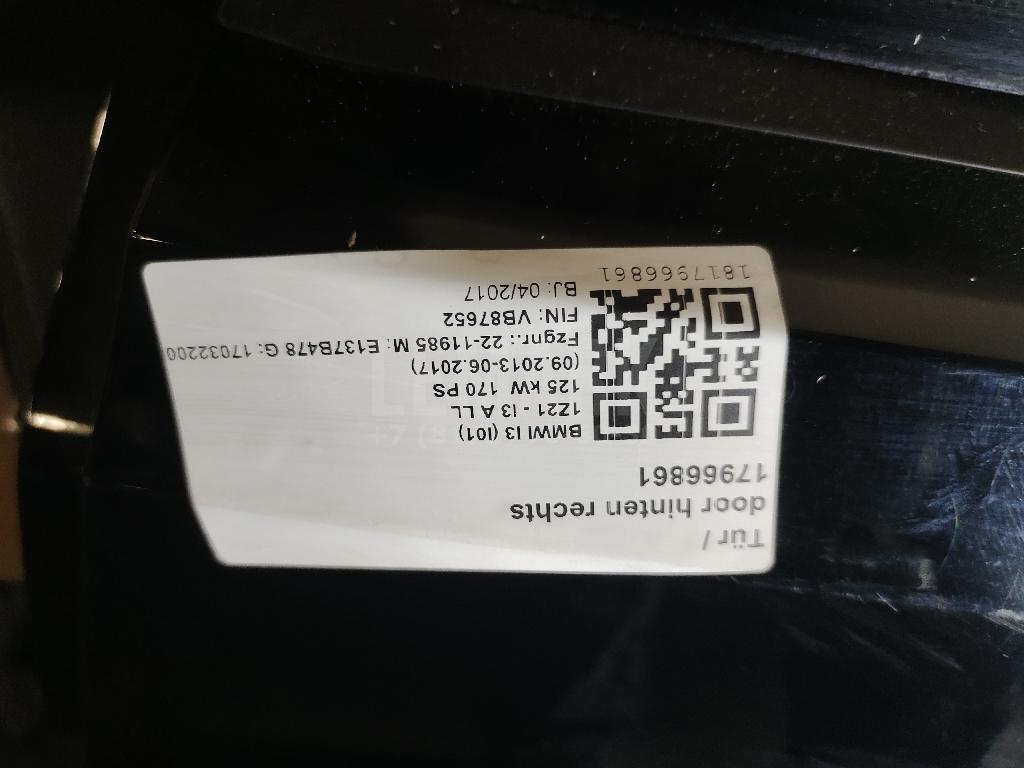 Tür /
door hinten rechts
17966861
BMWI I3 (I01)
1Z21 - I3 A LL
125 kW 170 PS
(09.2013-06.2017)
Fzgnr.: 22-11985 M: E137B478 G: 17032200
FIN: VB87652
BJ: 04/2017
1817966861